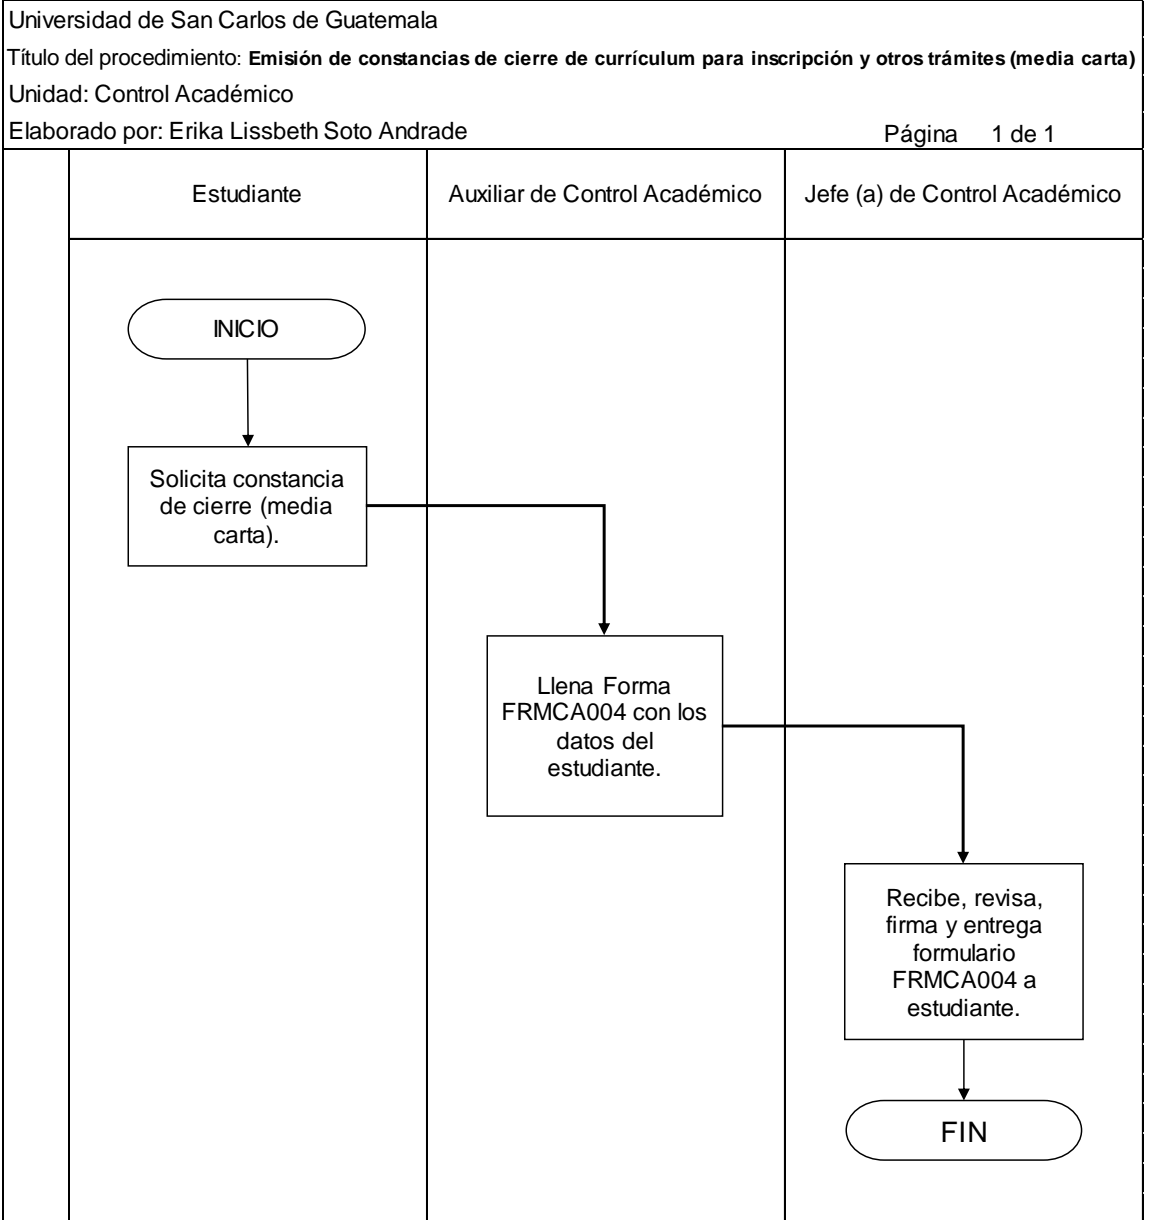 Universidad de San Carlos de Guatemala
Título del procedimiento: Emisión de constancias de cierre de currículum para inscripción y otros trámites (media carta)
Unidad: Control Académico
Elaborado por: Erika Lissbeth Soto Andrade
Página 1 de 1
Estudiante
Auxiliar de Control Académico
Jefe (a) de Control Académico
INICIO
Solicita constancia
de cierre (media
carta).
Llena Forma
FRMCA004 con los
datos del
estudiante.
Recibe, revisa,
firma y entrega
formulario
FRMCA004 a
estudiante.
FIN